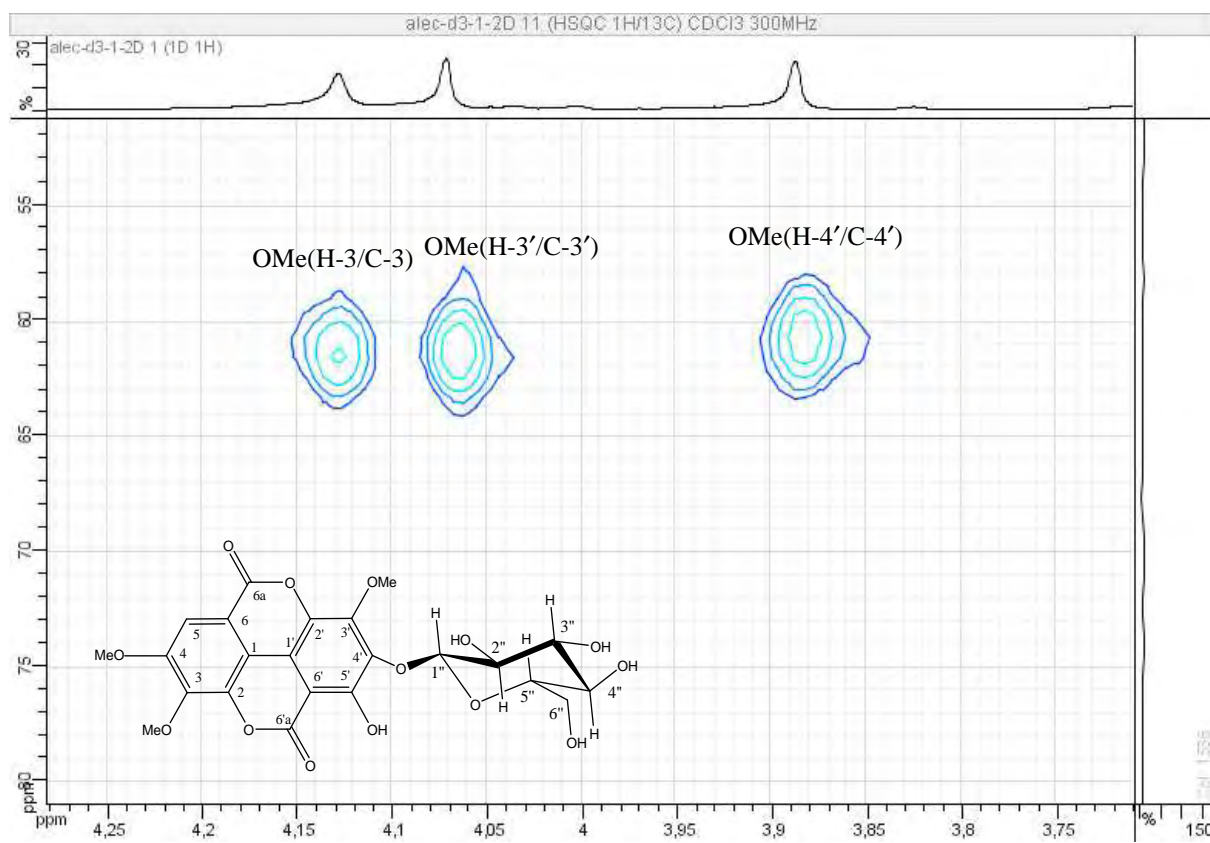 alec-d3-1-2D 11 (HSQC 1H/13C) CDCl3 300MHz
alec-d3-1-2D 1 (1D 1H)
30
%
55
OMe(H-3/C-3) OMe(H-3′/C-3′) OMe(H-4′/C-4′)
60
65
70
O
6a O OMe
H H
5 6 2' 3' HO 2" H 3" OH
MeO 4 1 1' 4' O 1" OH
3 2 6' 5' O 5" 4"
MeO O 6'a OH H 6" H
O OH
75
80
ppm
ppm 4,25 4,2 4,15 4,1 4,05 4 3,95 3,9 3,85 3,8 3,75 % 150